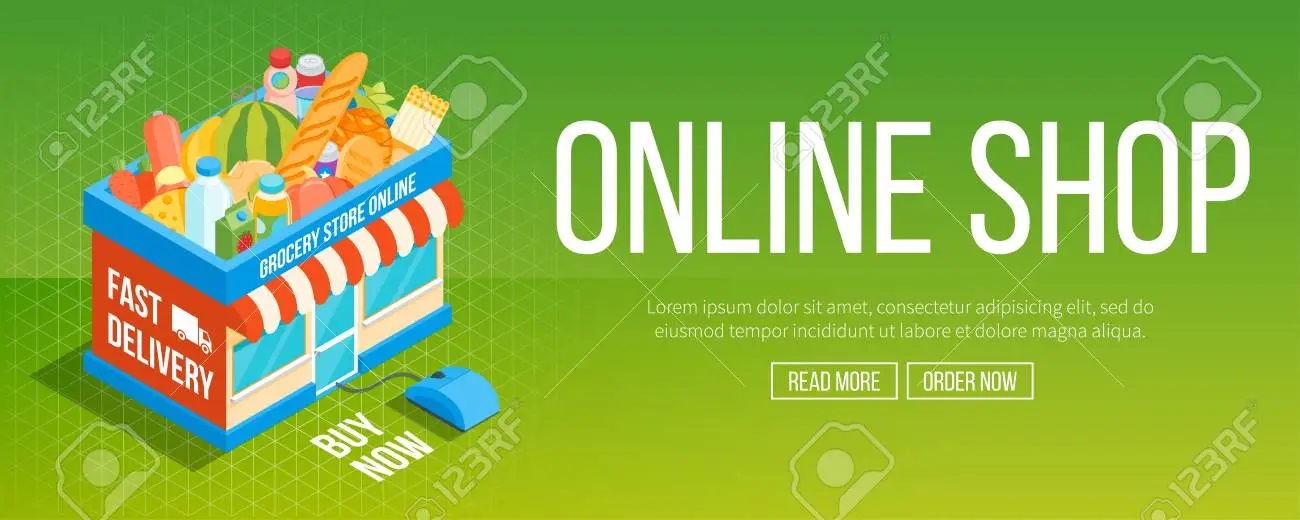 GROCERY STORE ONLINE
FAST
DELIVERY
BUY
NOW
ONLINE SHOP
Lorem ipsum dolor sit amet, consectetur adipisicing elit, sed do
eiusmod tempor incididunt ut labore et dolore magna aliqua.
READ MORE
ORDER NOW
123RF
123RF
123RF
123RF
123RF
123RF
123RF
123RF